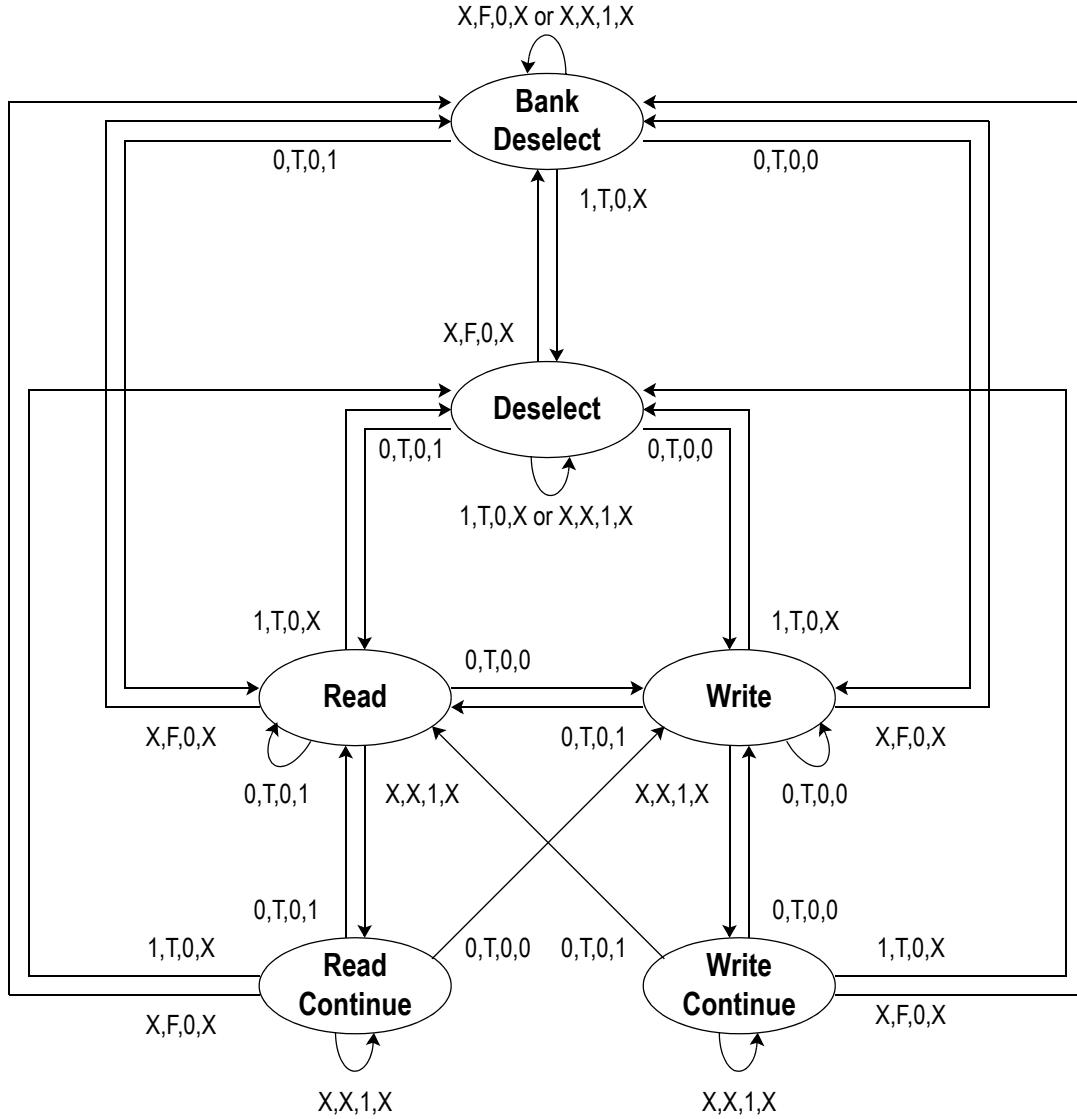 X,F,0,X or X,X,1,X
Bank
Deselect
0,T,0,1
0,T,0,0
1,T,0,X
X,F,0,X
Deselect
0,T,0,1
0,T,0,0
1,T,0,X or X,X,1,X
1,T,0,X
1,T,0,X
0,T,0,0
Read
Write
X,F,0,X
0,T,0,1
X,F,0,X
0,T,0,1
X,X,1,X
X,X,1,X
0,T,0,0
0,T,0,1
0,T,0,0
1,T,0,X
0,T,0,0
0,T,0,1
1,T,0,X
Read
Continue
Write
Continue
X,F,0,X
X,F,0,X
X,X,1,X
X,X,1,X